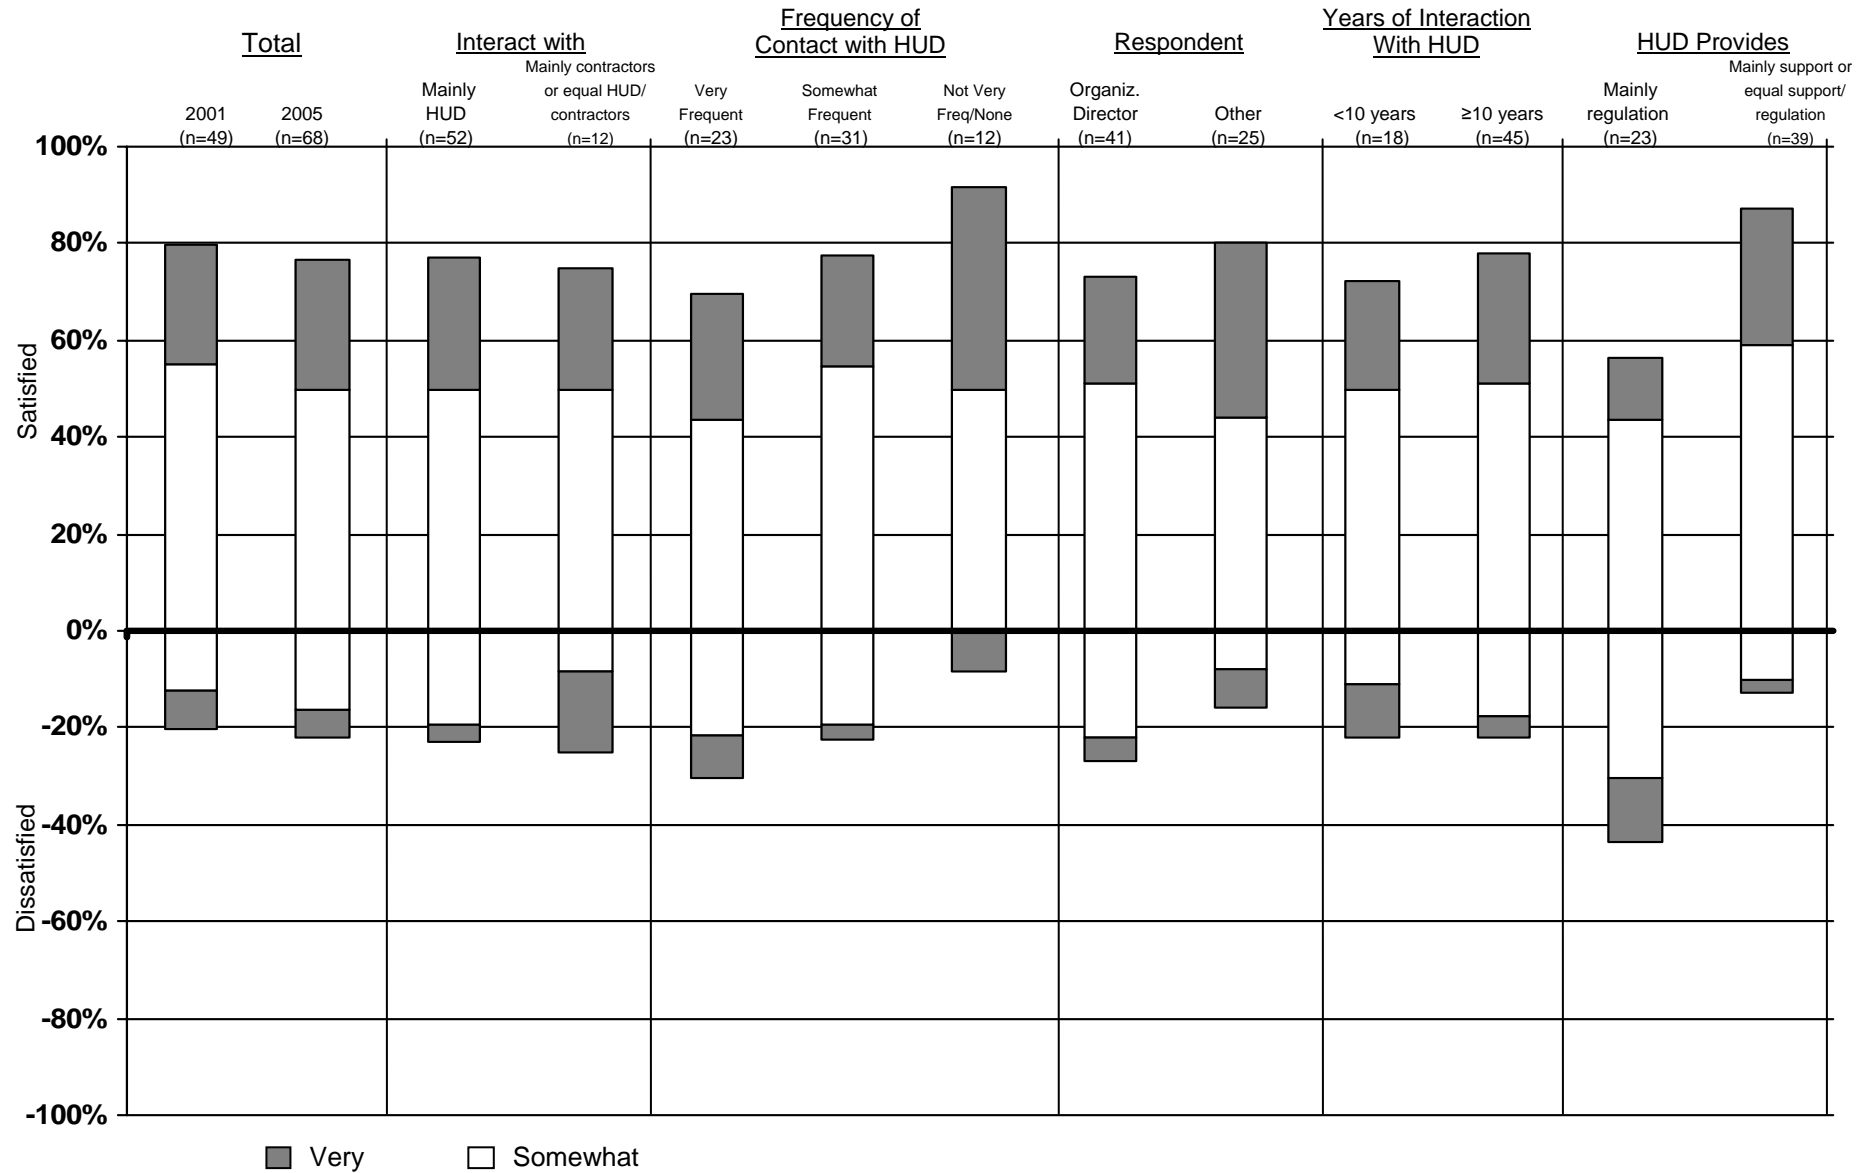 Total
2001
(n=49)
2005
(n=68)
Interact with
Mainly
HUD
(n=52)
Mainly contractors
or equal HUD/
contractors
(n=12)
Frequency of
Contact with HUD
Very
Frequent
(n=23)
Somewhat
Frequent
(n=31)
Not Very
Freq/None
(n=12)
Respondent
Organiz.
Director
(n=41)
Other
(n=25)
Years of Interaction
With HUD
<10 years
(n=18)
≥10 years
(n=45)
HUD Provides
Mainly
regulation
(n=23)
Mainly support or
equal support/
regulation
(n=39)
100%
80%
60%
40%
20%
0%
-20%
-40%
-60%
-80%
-100%
Satisfied
Dissatisfied
Very
Somewhat